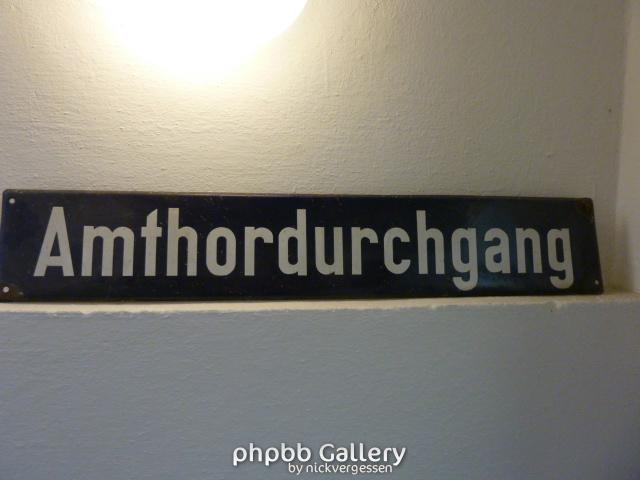 Amthordurchgang
phpbb Gallery
by nickvergessen